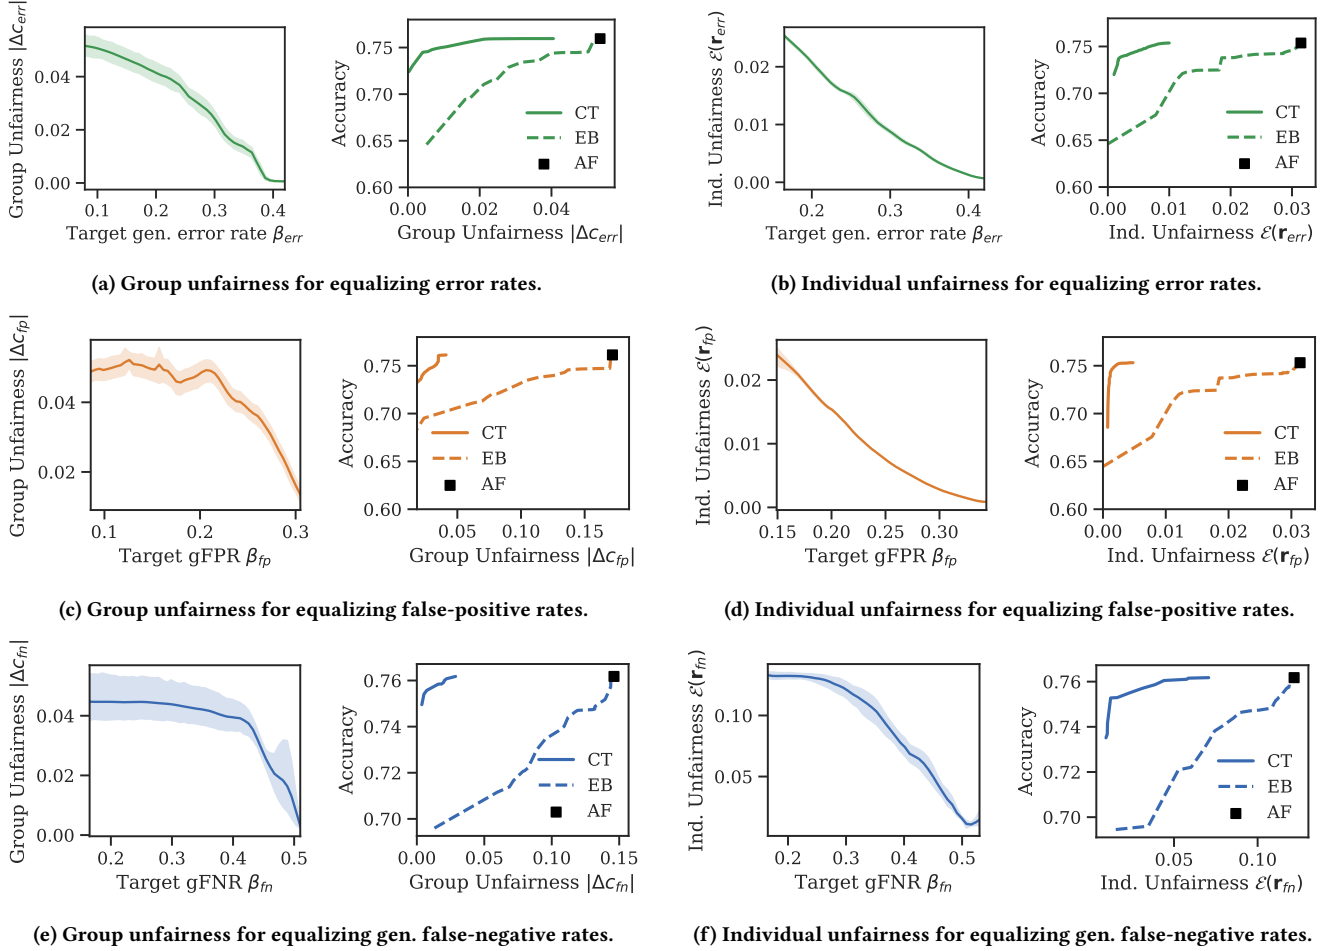 Group Unfairness |Δc_err|
0.04
0.02
0.00
0.1 0.2 0.3 0.4
Target gen. error rate β_err
Accuracy
0.75
0.70
0.65
0.60
CT
EB
AF
0.00 0.02 0.04
Group Unfairness |Δc_err|
(a) Group unfairness for equalizing error rates.
Ind. Unfairness ℰ(r_err)
0.02
0.01
0.00
0.2 0.3 0.4
Target gen. error rate β_err
Accuracy
0.75
0.70
0.65
0.60
CT
EB
AF
0.00 0.01 0.02 0.03
Ind. Unfairness ℰ(r_err)
(b) Individual unfairness for equalizing error rates.
Group Unfairness |Δc_fp|
0.04
0.02
0.1 0.2 0.3
Target gFPR β_fp
Accuracy
0.75
0.70
0.65
0.60
CT
EB
AF
0.05 0.10 0.15
Group Unfairness |Δc_fp|
(c) Group unfairness for equalizing false-positive rates.
Ind. Unfairness ℰ(r_fp)
0.02
0.01
0.00
0.15 0.20 0.25 0.30
Target gFPR β_fp
Accuracy
0.75
0.70
0.65
0.60
CT
EB
AF
0.00 0.01 0.02 0.03
Ind. Unfairness ℰ(r_fp)
(d) Individual unfairness for equalizing false-positive rates.
Group Unfairness |Δc_fn|
0.04
0.02
0.00
0.2 0.3 0.4 0.5
Target gFNR β_fn
Accuracy
0.76
0.74
0.72
0.70
CT
EB
AF
0.00 0.05 0.10 0.15
Group Unfairness |Δc_fn|
(e) Group unfairness for equalizing gen. false-negative rates.
Ind. Unfairness ℰ(r_fn)
0.10
0.05
0.2 0.3 0.4 0.5
Target gFNR β_fn
Accuracy
0.76
0.74
0.72
0.70
CT
EB
AF
0.05 0.10
Ind. Unfairness ℰ(r_fn)
(f) Individual unfairness for equalizing gen. false-negative rates.